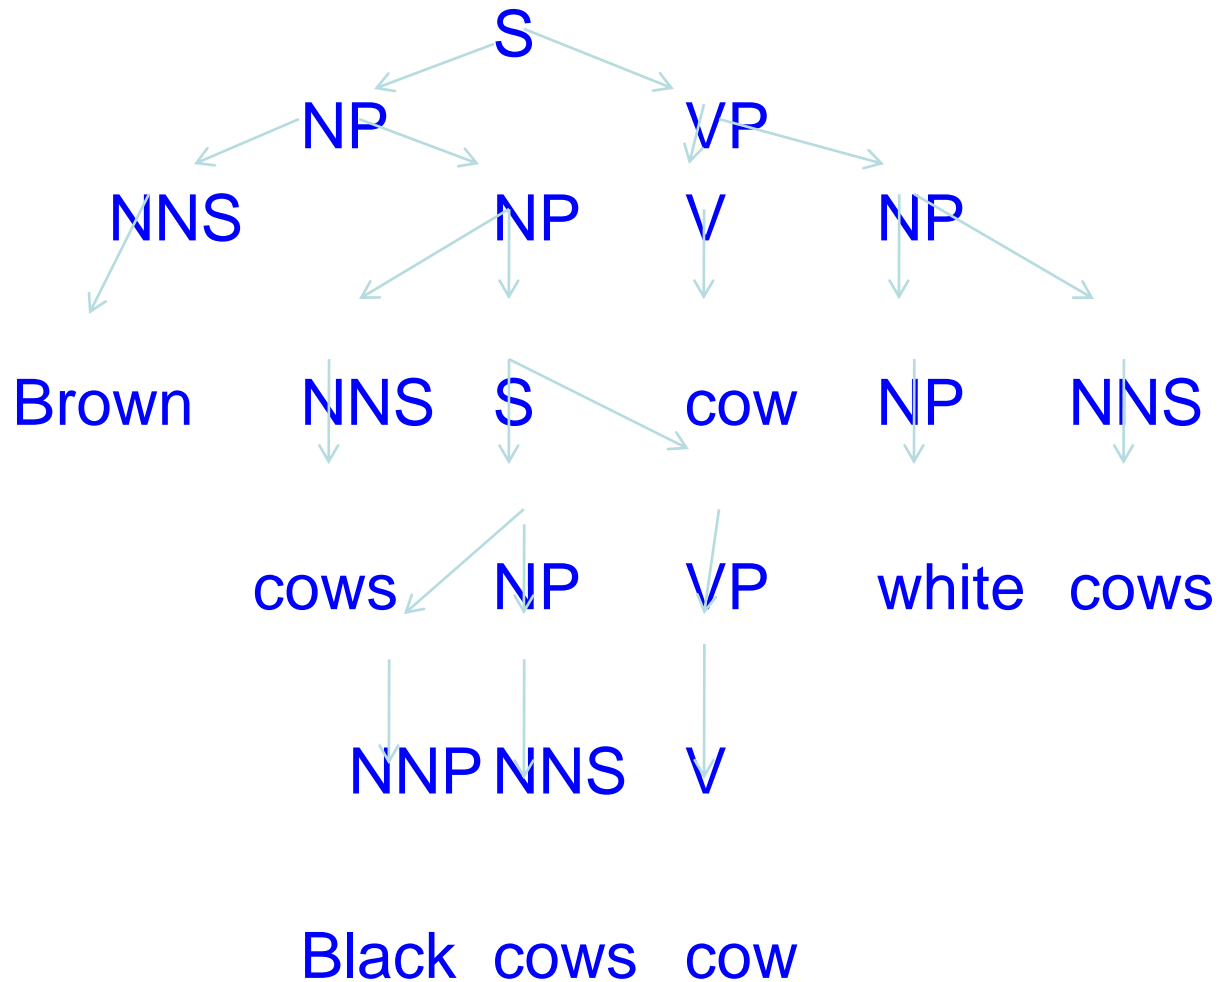 S
NP VP
NNS NP V NP
Brown NNS S cow NP NNS
cows NP VP white cows
NNP NNS V
Black cows cow